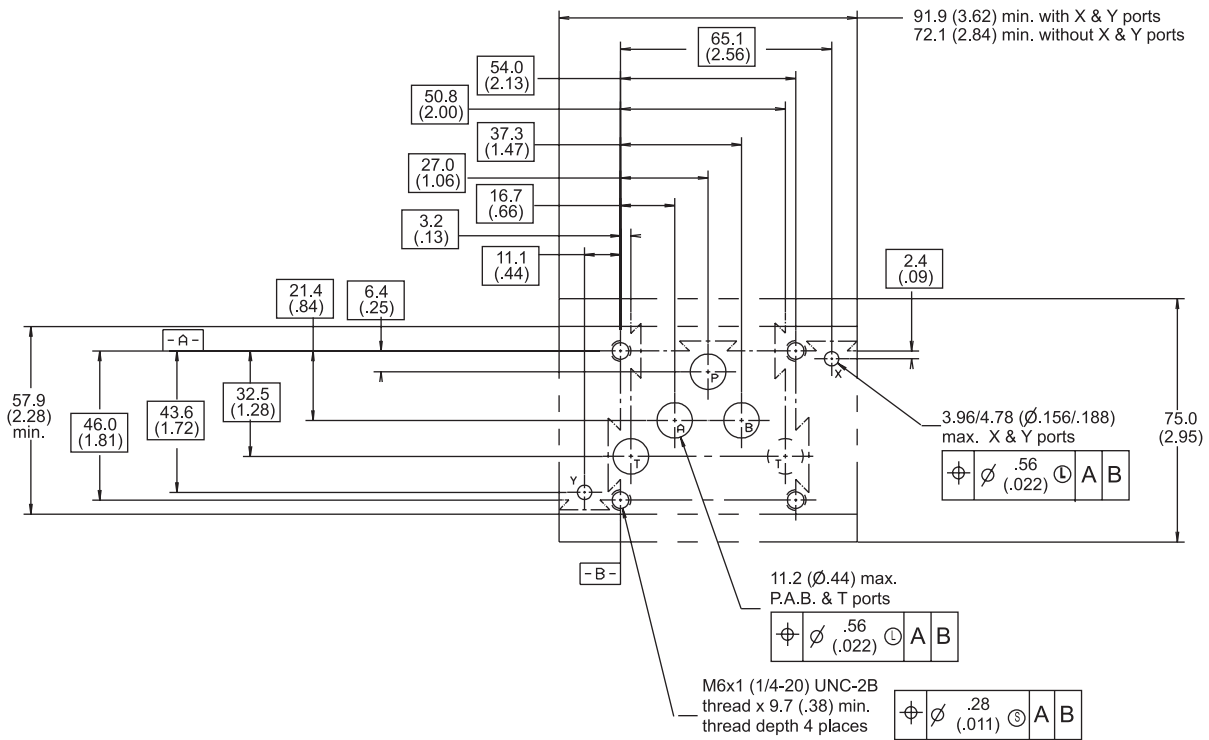 91.9 (3.62) min. with X & Y ports
72.1 (2.84) min. without X & Y ports
65.1
(2.56)
54.0
(2.13)
50.8
(2.00)
37.3
(1.47)
27.0
(1.06)
16.7
(.66)
3.2
(.13)
11.1
(.44)
2.4
(.09)
21.4
(.84)
6.4
(.25)
-A-
57.9
(2.28)
min.
46.0
(1.81)
43.6
(1.72)
32.5
(1.28)
P
X
A
B
T
T
Y
75.0
(2.95)
3.96/4.78 (Ø.156/.188)
max. X & Y ports
⌖ Ø .56 (.022) Ⓛ A B
-B-
11.2 (Ø.44) max.
P.A.B. & T ports
⌖ Ø .56 (.022) Ⓛ A B
M6x1 (1/4-20) UNC-2B
thread x 9.7 (.38) min.
thread depth 4 places
⌖ Ø .28 (.011) Ⓢ A B